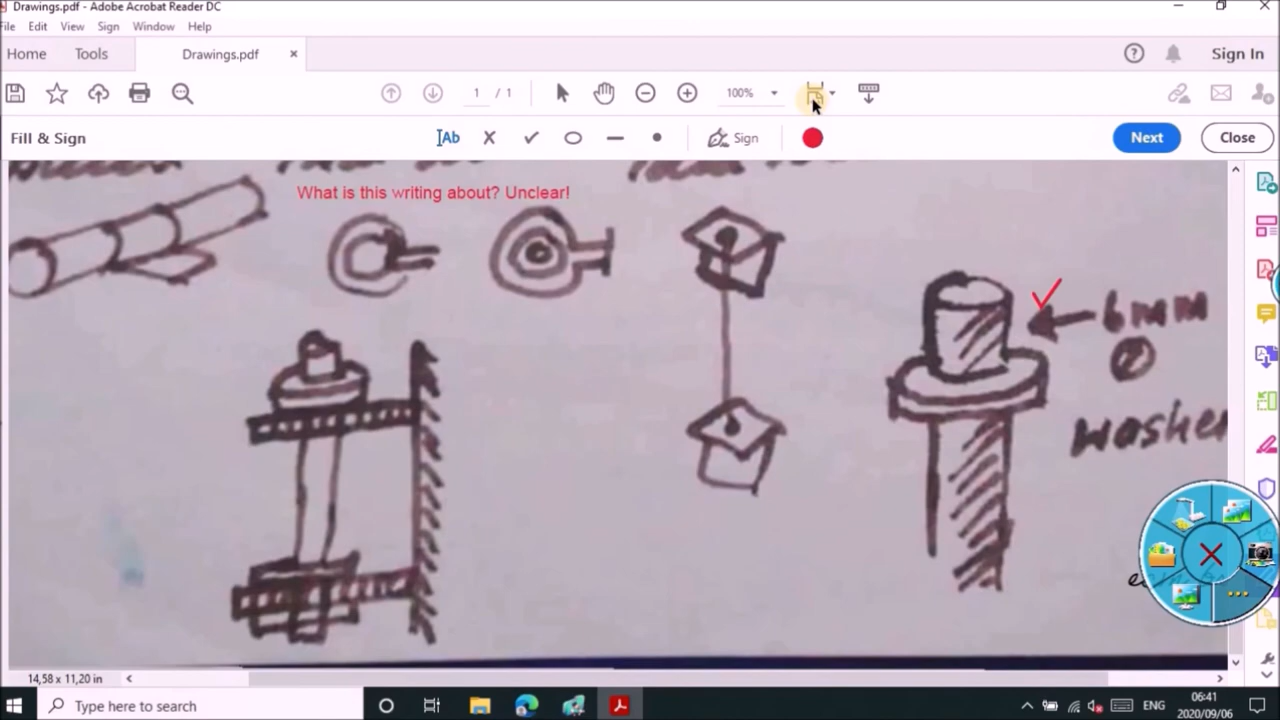 Drawings.pdf - Adobe Acrobat Reader DC
File Edit View Sign Window Help
Home Tools Drawings.pdf × Sign In
1 / 1 100%
Fill & Sign Ab Sign Next Close
What is this writing about? Unclear!
6mm
washer
14,58 x 11,20 in
Type here to search
ENG
06:41
2020/09/06